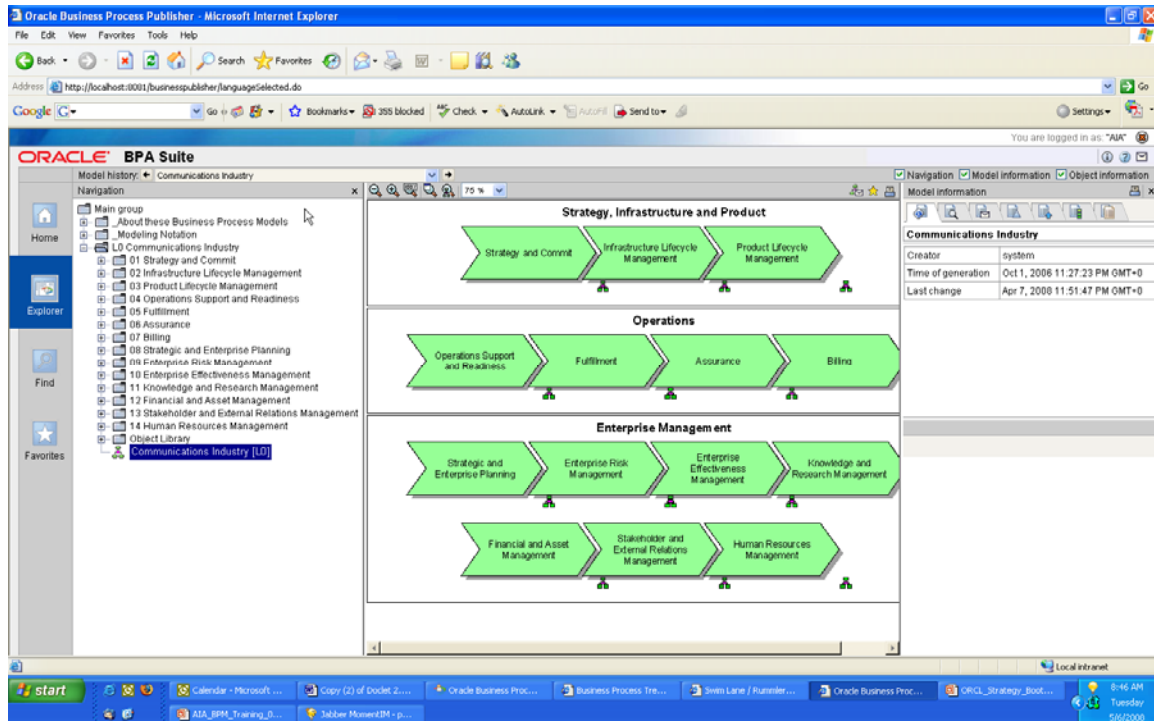 Oracle Business Process Publisher - Microsoft Internet Explorer
File Edit View Favorites Tools Help
Back Search Favorites
Address http://localhost:8081/businesspublisher/languageSelected.do Go
Google Go Bookmarks 355 blocked Check AutoLink AutoFill Send to Settings
You are logged in as: "AIA"
ORACLE BPA Suite
Model history: Communications Industry Navigation Model information Object information
Navigation
75 %
Model information
Home
Explorer
Find
Favorites
Main group
_About these Business Process Models
_Modeling Notation
L0 Communications Industry
01 Strategy and Commit
02 Infrastructure Lifecycle Management
03 Product Lifecycle Management
04 Operations Support and Readiness
05 Fulfillment
06 Assurance
07 Billing
08 Strategic and Enterprise Planning
09 Enterprise Risk Management
10 Enterprise Effectiveness Management
11 Knowledge and Research Management
12 Financial and Asset Management
13 Stakeholder and External Relations Management
14 Human Resources Management
Object Library
Communications Industry [L0]
Strategy, Infrastructure and Product
Strategy and Commit
Infrastructure Lifecycle
Management
Product Lifecycle
Management
Operations
Operations Support
and Readiness
Fulfillment
Assurance
Billing
Enterprise Management
Strategic and
Enterprise Planning
Enterprise Risk
Management
Enterprise
Effectiveness
Management
Knowledge and
Research Management
Financial and Asset
Management
Stakeholder and
External Relations
Management
Human Resources
Management
Communications Industry
Creator system
Time of generation Oct 1, 2006 11:27:23 PM GMT+0
Last change Apr 7, 2008 11:51:47 PM GMT+0
Local intranet
start
Calendar - Microsoft ...
Copy (2) of Doclet 2....
Oracle Business Proc...
Business Process Tre...
Swim Lane / Rummler...
Oracle Business Proc...
ORCL_Strategy_Boot...
AIA_BPM_Training_0...
Jabber MomentIM - p...
8:46 AM
Tuesday
5/6/2008